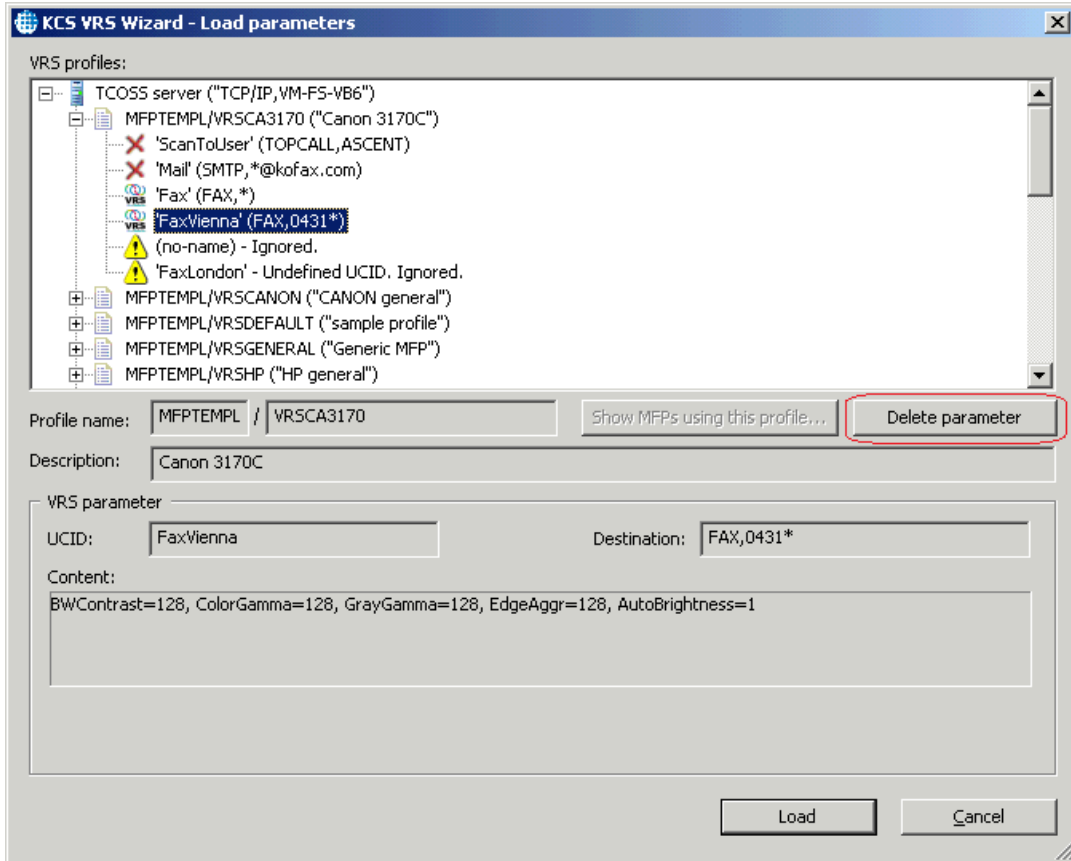 KCS VRS Wizard - Load parameters
VRS profiles:
TCOSS server ("TCP/IP,VM-FS-VB6")
MFPTEMPL/VRSCA3170 ("Canon 3170C")
'ScanToUser' (TOPCALL,ASCENT)
'Mail' (SMTP,*@kofax.com)
VRS 'Fax' (FAX,*)
VRS 'FaxVienna' (FAX,0431*)
(no-name) - Ignored.
'FaxLondon' - Undefined UCID. Ignored.
MFPTEMPL/VRSCANON ("CANON general")
MFPTEMPL/VRSDEFAULT ("sample profile")
MFPTEMPL/VRSGENERAL ("Generic MFP")
MFPTEMPL/VRSHP ("HP general")
Profile name: MFPTEMPL / VRSCA3170 Show MFPs using this profile... Delete parameter
Description: Canon 3170C
VRS parameter
UCID: FaxVienna Destination: FAX,0431*
Content:
BWContrast=128, ColorGamma=128, GrayGamma=128, EdgeAggr=128, AutoBrightness=1
Load Cancel